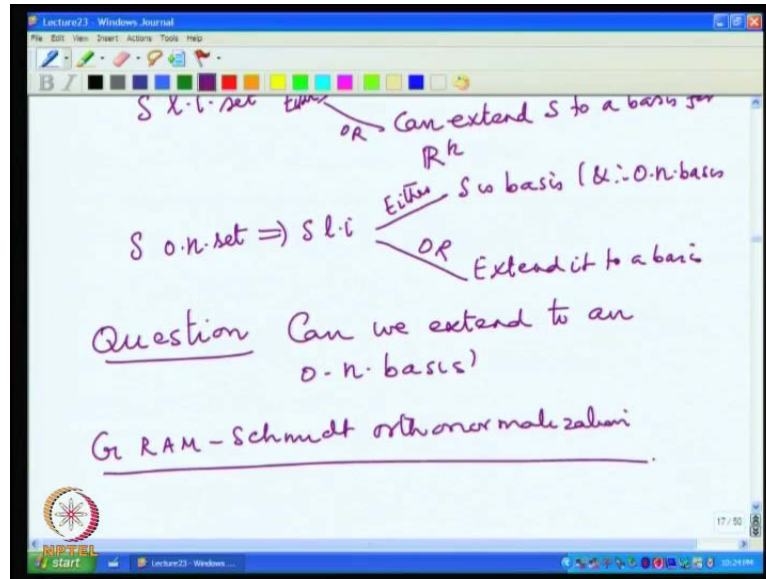 Lecture23 - Windows Journal
File Edit View Insert Actions Tools Help
B I
S l.i. set Either
OR Can extend S to a basis for
R^k
Either S is basis (& ∴ O.n. basis
S o.n. set ⇒ S l.i
OR Extend it to a basis
Question Can we extend to an
o.n. basis)
GRAM-Schmidt orthonormalization.
17 / 50
NPTEL
start Lecture23 - Windows ... 10:24 PM